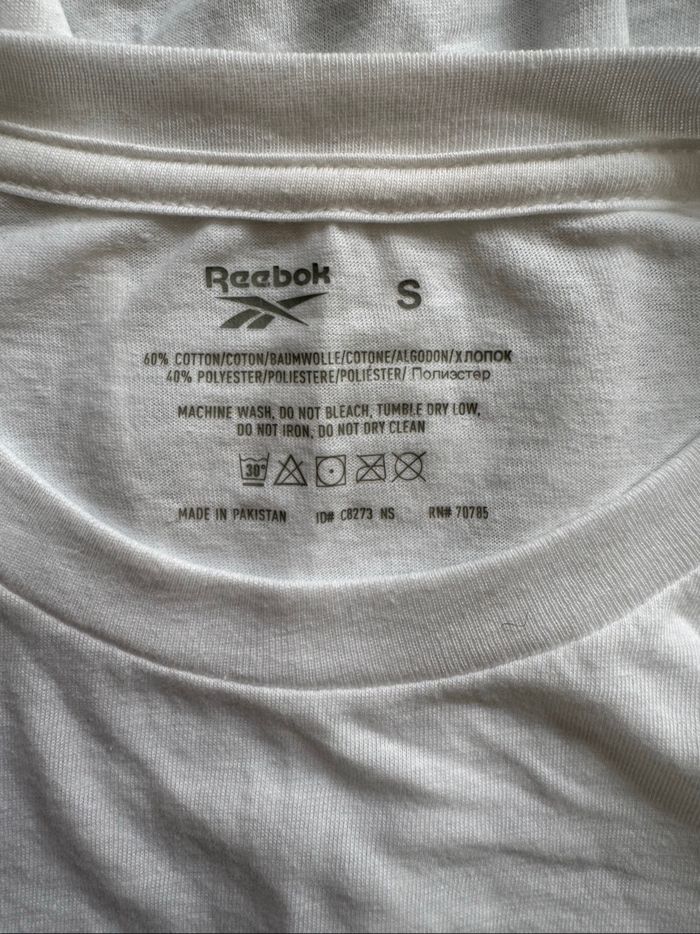 Reebok
S
60% COTTON/COTON/BAUMWOLLE/COTONE/ALGODON/ХЛОПОК
40% POLYESTER/POLIESTERE/POLIÉSTER/ Полиэстер
MACHINE WASH, DO NOT BLEACH, TUMBLE DRY LOW,
DO NOT IRON, DO NOT DRY CLEAN
30°
MADE IN PAKISTAN ID# C8273 NS RN# 70785